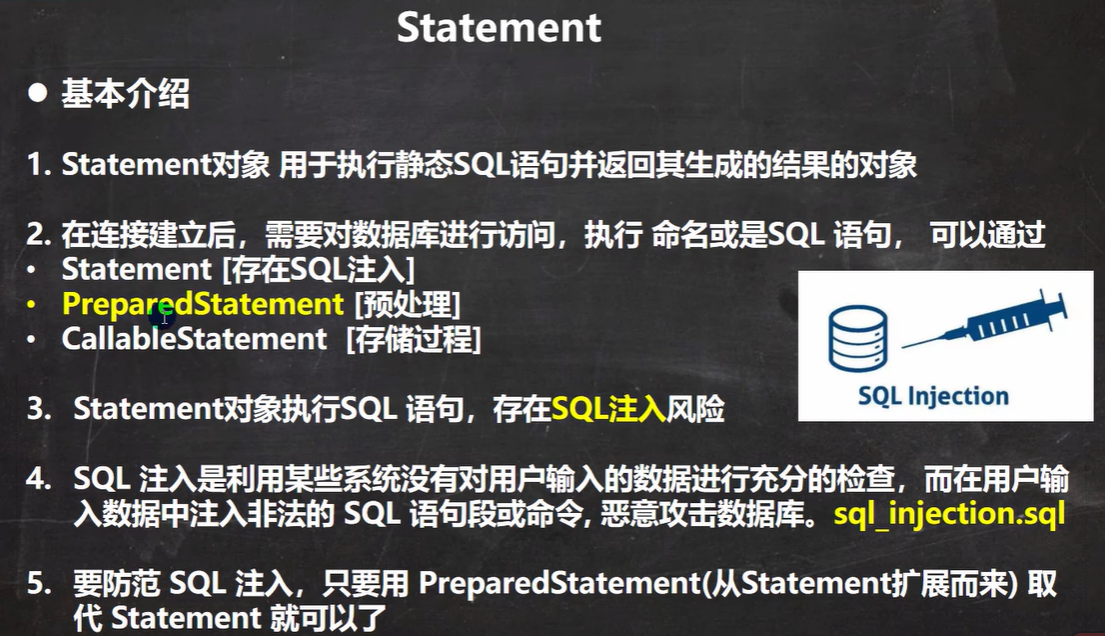 Statement
● 基本介绍
1. Statement对象 用于执行静态SQL语句并返回其生成的结果的对象
2. 在连接建立后，需要对数据库进行访问，执行 命名或是SQL 语句， 可以通过
• Statement [存在SQL注入]
• PreparedStatement [预处理]
• CallableStatement [存储过程]
SQL Injection
3. Statement对象执行SQL 语句，存在SQL注入风险
4. SQL 注入是利用某些系统没有对用户输入的数据进行充分的检查，而在用户输
入数据中注入非法的 SQL 语句段或命令, 恶意攻击数据库。sql_injection.sql
5. 要防范 SQL 注入，只要用 PreparedStatement(从Statement扩展而来) 取
代 Statement 就可以了